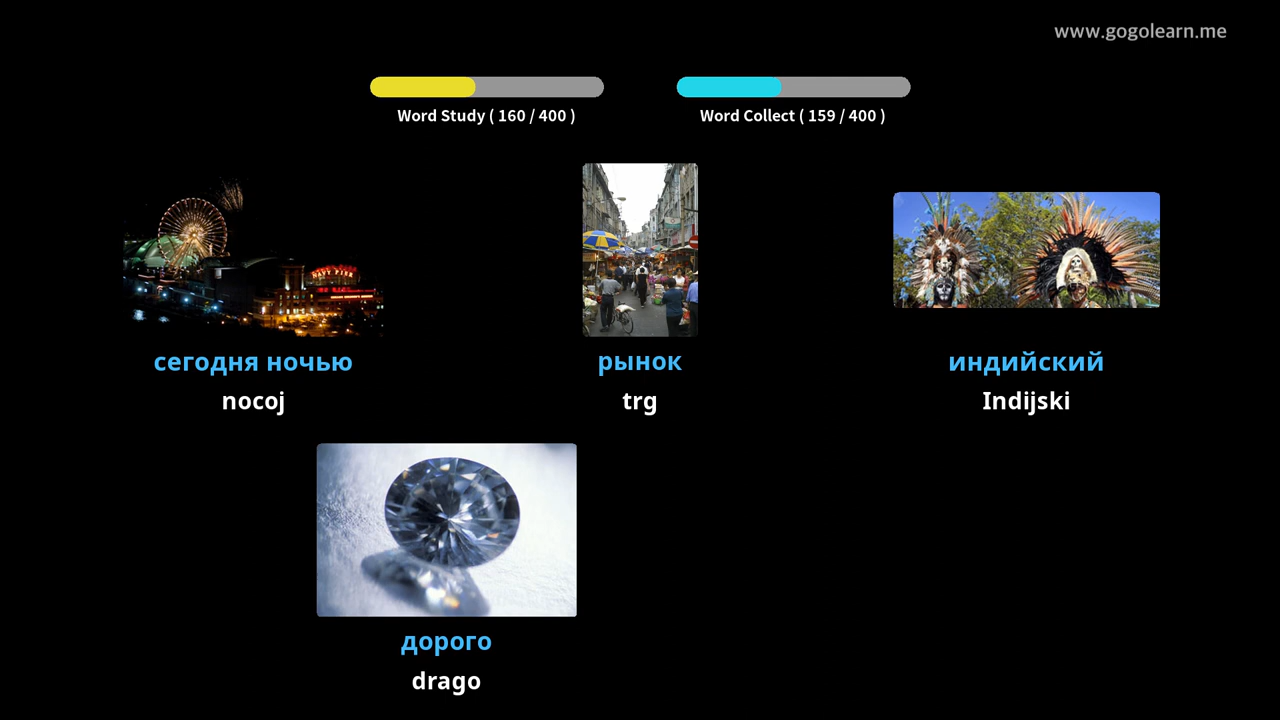 www.gogolearn.me
Word Study ( 160 / 400 )
Word Collect ( 159 / 400 )
сегодня ночью
nocoj
рынок
trg
индийский
Indijski
дорого
drago